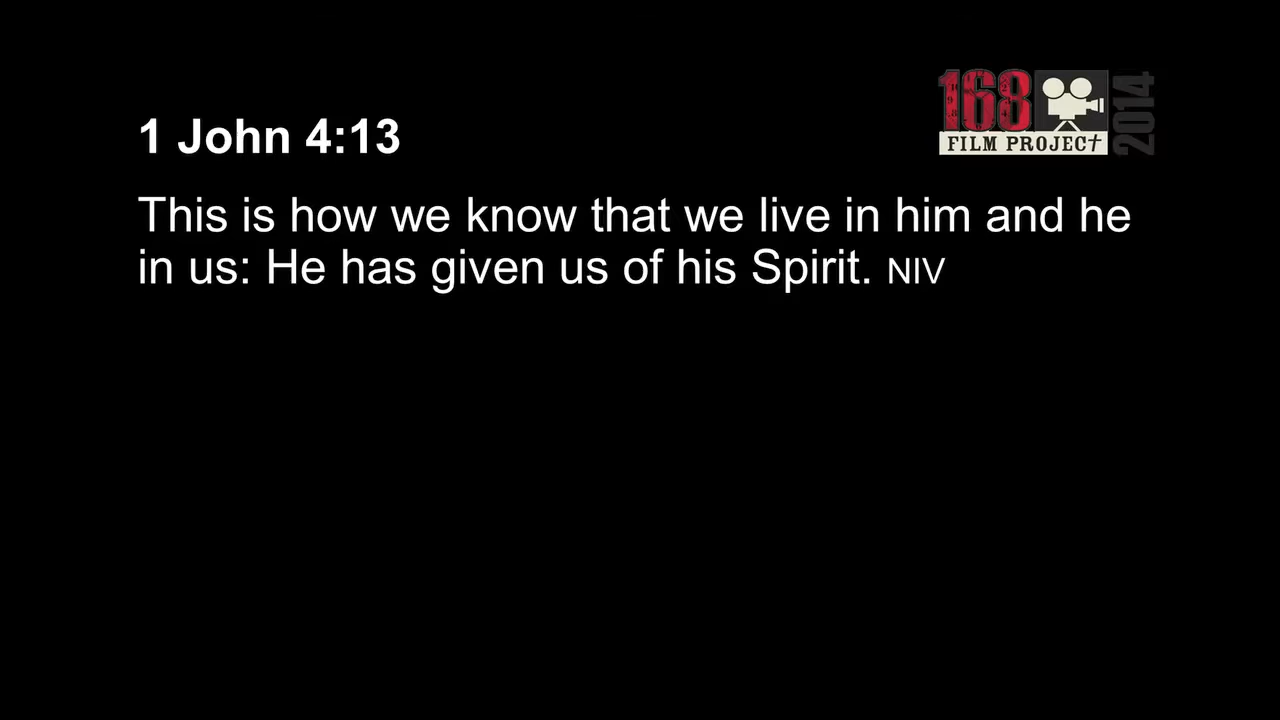 168
FILM PROJECT
2014
1 John 4:13
This is how we know that we live in him and he
in us: He has given us of his Spirit. NIV